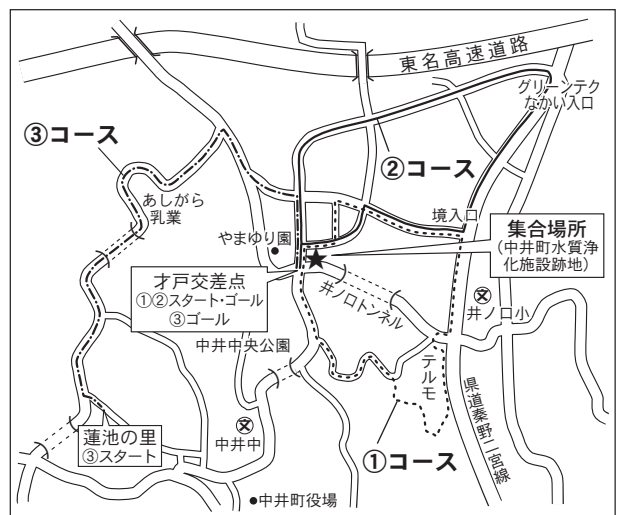 東名高速道路
グリーンテク
なかい入口
③コース
②コース
あしがら
乳業
境入口
やまゆり園
集合場所
(中井町水質浄
化施設跡地)
才戸交差点
①②スタート・ゴール
③ゴール
井ノロトンネル
井ノ口小
中井中央公園
テルモ
県道秦野二宮線
蓮池の里
③スタート
中井中
①コース
中井町役場